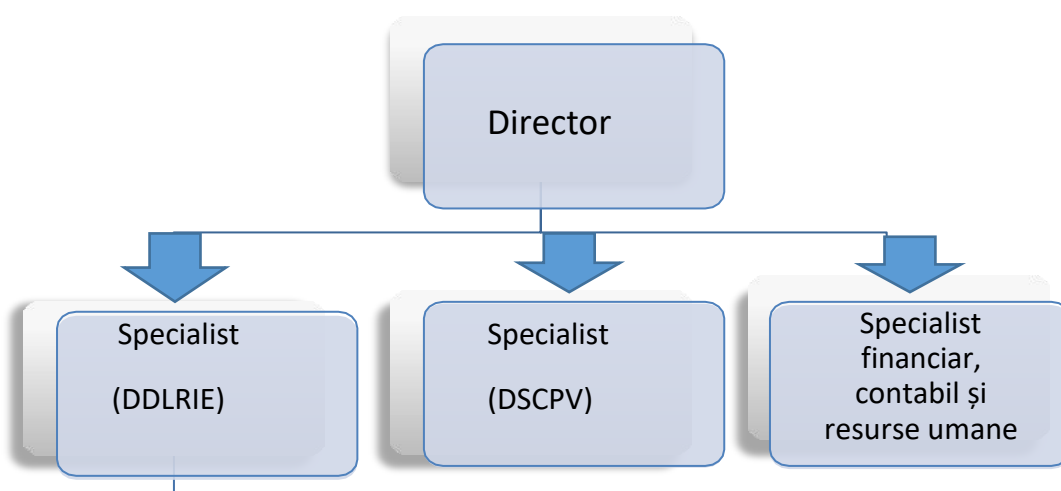 Director
Specialist
(DDLRIE)
Specialist
(DSCPV)
Specialist
financiar,
contabil și
resurse umane